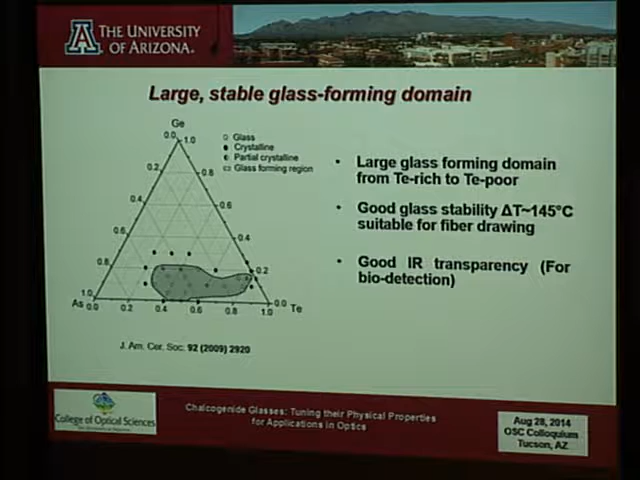 THE UNIVERSITY
OF ARIZONA.
Large, stable glass-forming domain
Ge
0.0 1.0
Glass
Crystalline
Partial crystalline
Glass forming region
0.2 0.8
0.4 0.6
0.6 0.4
0.8 0.2
1.0 0.0
As Te
0.0 0.2 0.4 0.6 0.8 1.0
J. Am. Cer. Soc. 92 (2009) 2920
• Large glass forming domain
from Te-rich to Te-poor
• Good glass stability ΔT~145°C
suitable for fiber drawing
• Good IR transparency (For
bio-detection)
College of Optical Sciences
Chalcogenide Glasses: Tuning their Physical Properties
for Applications in Optics
Aug 28, 2014
OSC Colloquium
Tucson, AZ